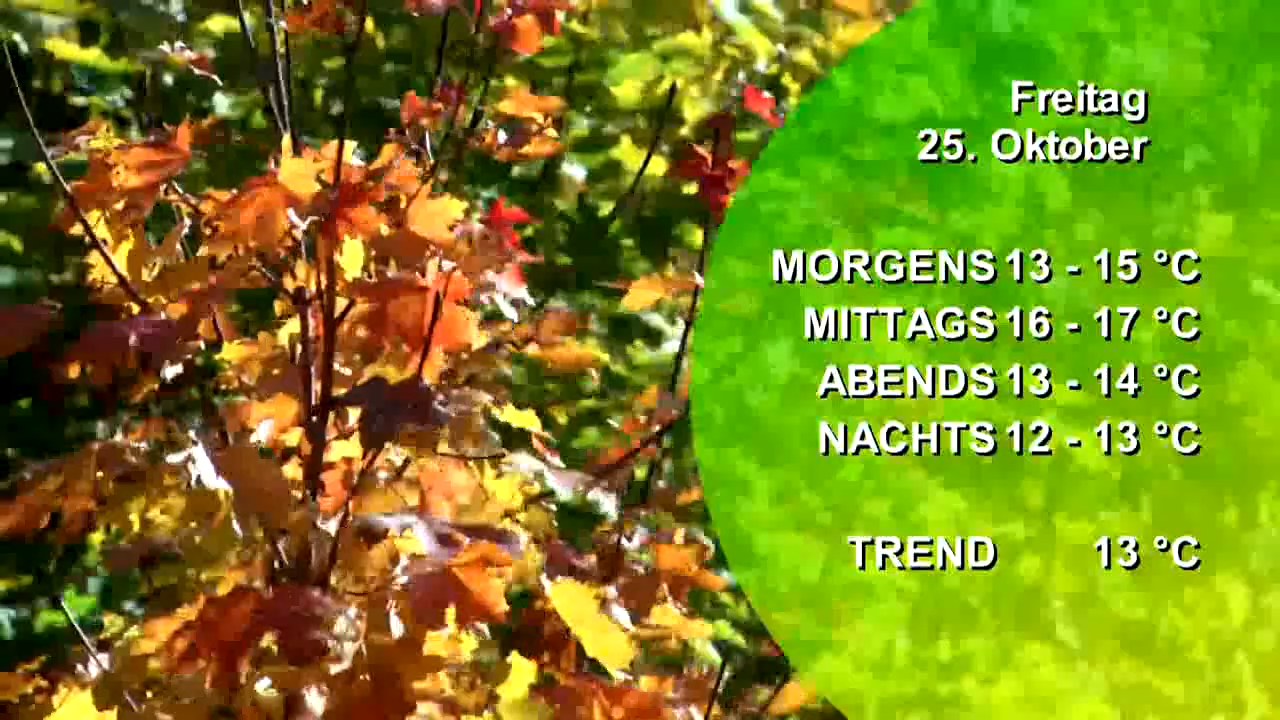 Freitag
25. Oktober
MORGENS 13 - 15 °C
MITTAGS 16 - 17 °C
ABENDS 13 - 14 °C
NACHTS 12 - 13 °C
TREND 13 °C